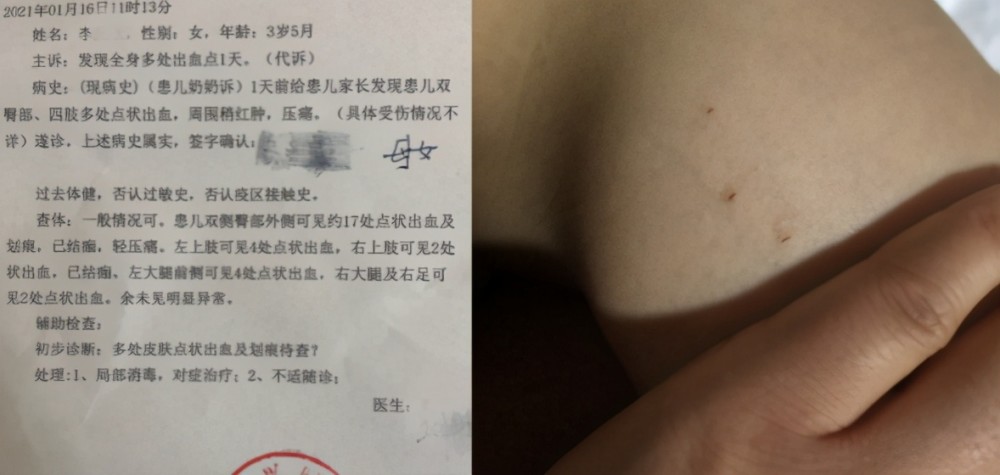 2021年01月16日11时13分
姓名：李 性别：女，年龄：3岁5月
主诉：发现全身多处出血点1天。（代诉）
病史：(现病史)（患儿奶奶诉）1天前给患儿家长发现患儿双
臀部、四肢多处点状出血，周围稍红肿，压痛。（具体受伤情况不
详）遂诊。上述病史属实，签字确认：
母女
过去体健，否认过敏史，否认疫区接触史。
查体：一般情况可。患儿双侧臀部外侧可见约17处点状出血及
划痕，已结痂，轻压痛。左上肢可见4处点状出血，右上肢可见2处
状出血，已结痂、左大腿前侧可见4处点状出血，右大腿及右足可
见2处点状出血。余未见明显异常。
辅助检查：
初步诊断：多处皮肤点状出血及划痕待查？
处理:1、局部消毒，对症治疗；2、不适随诊；
医生：